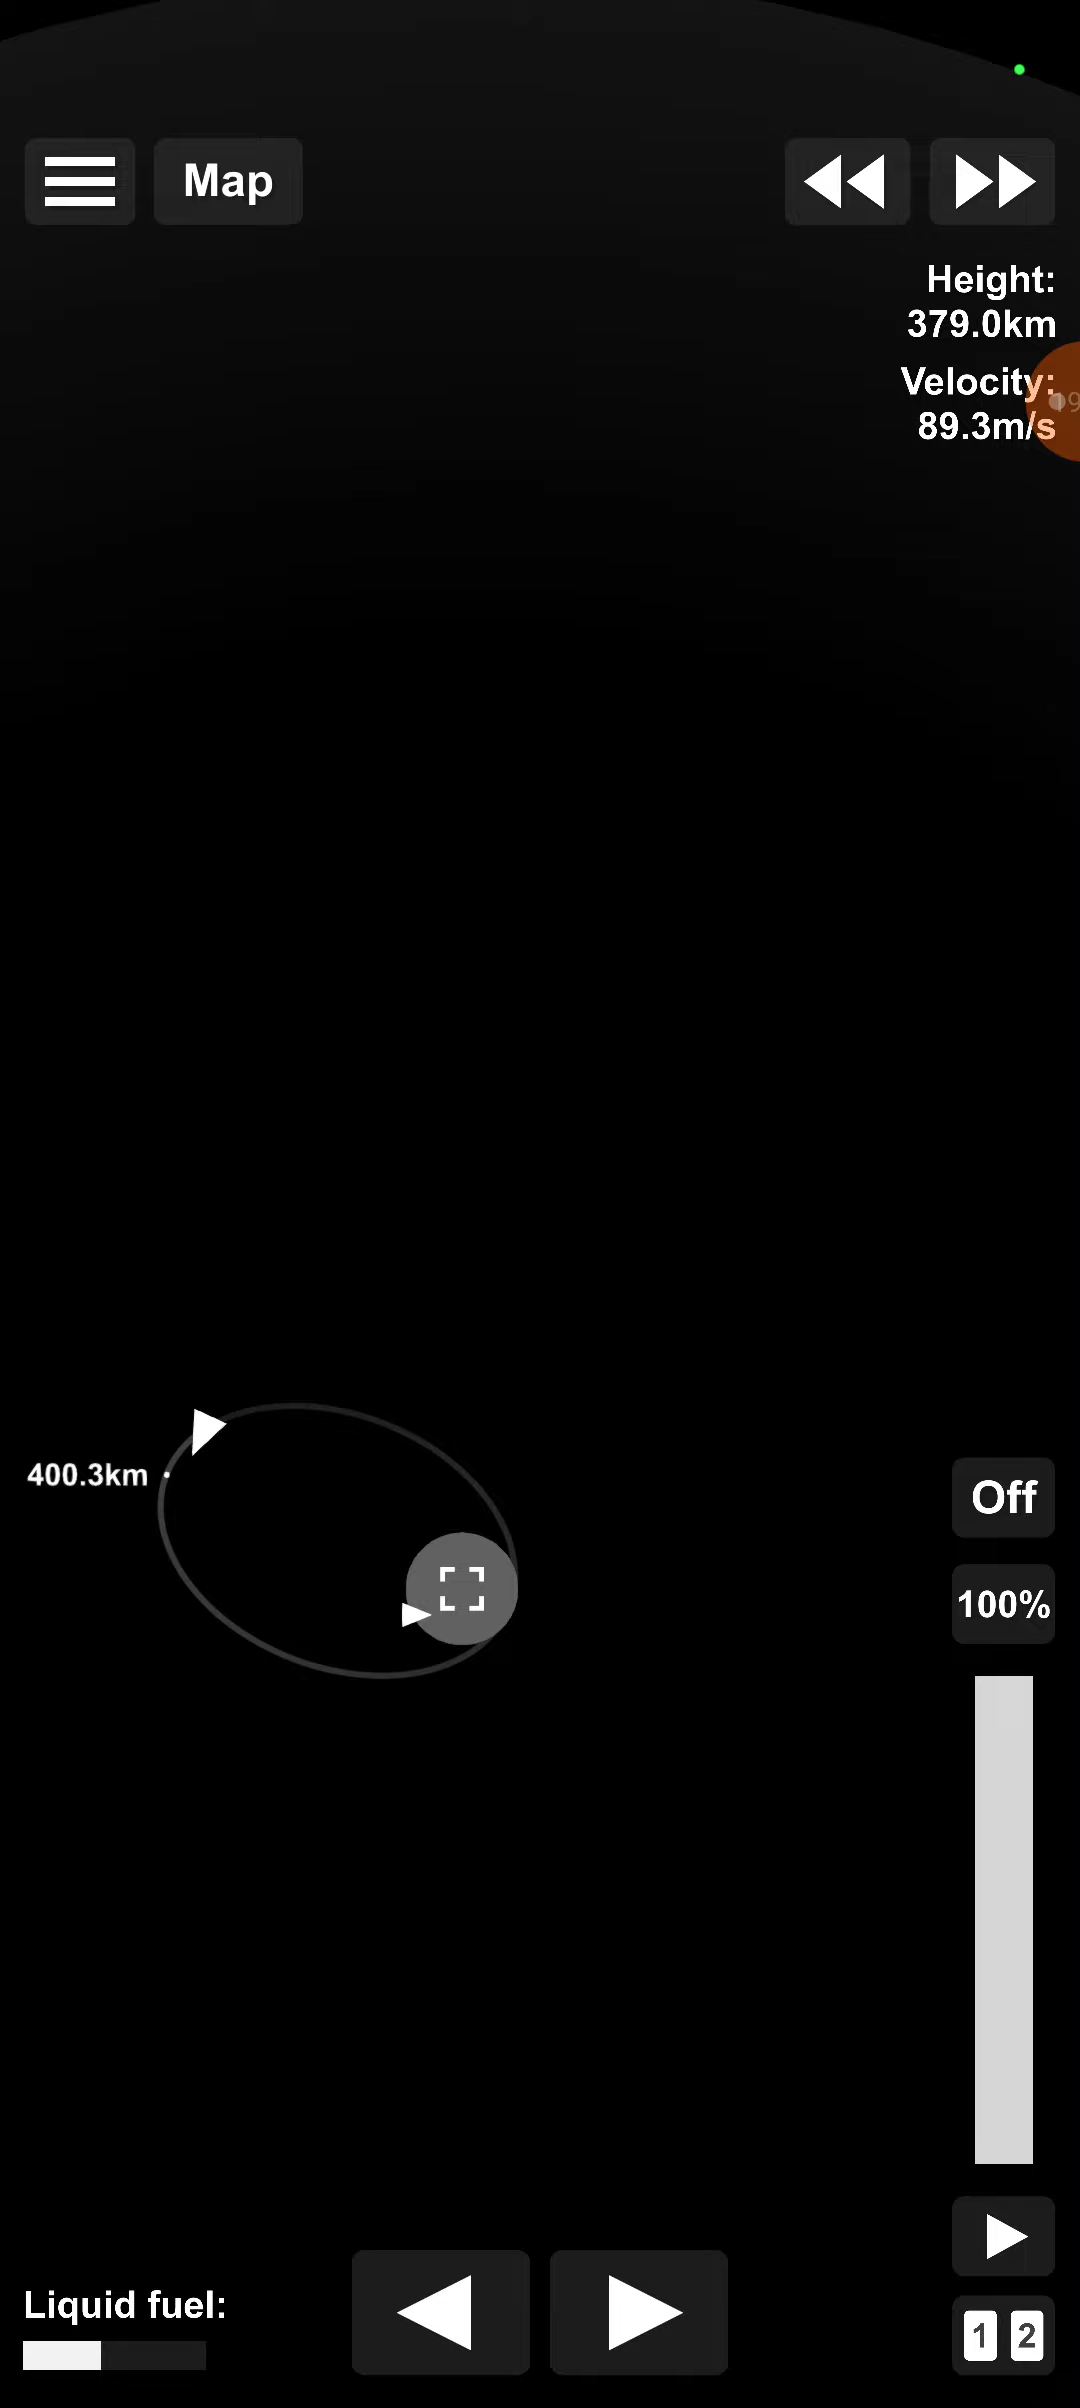 Map
Height:
379.0km
Velocity:
89.3m/s
400.3km
Off
100%
Liquid fuel:
1 2